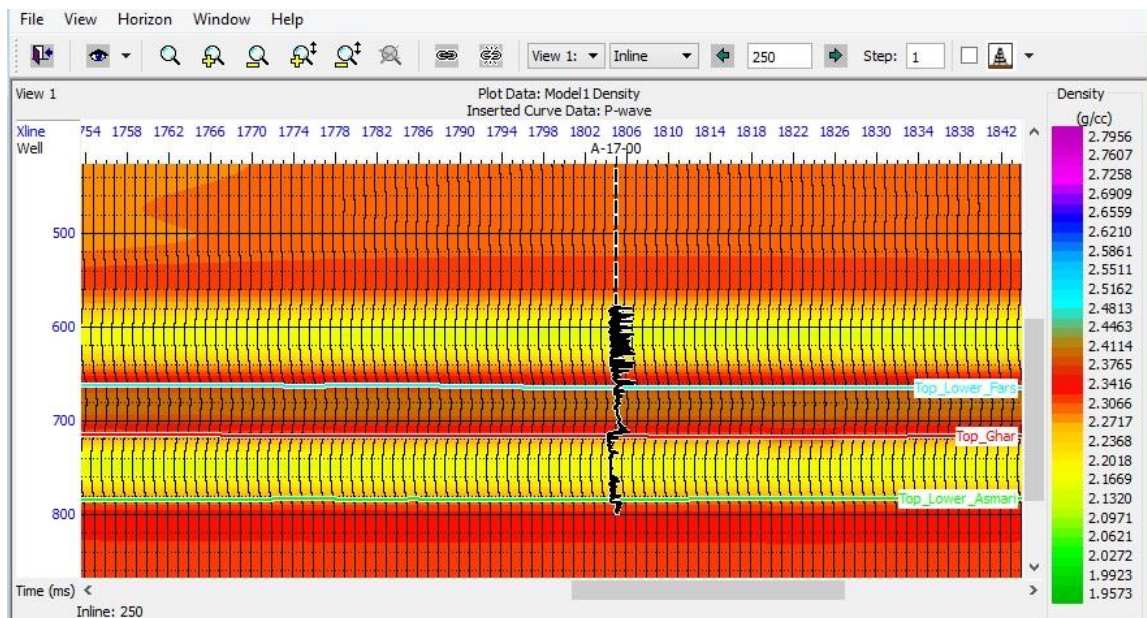 File View Horizon Window Help
View 1: Inline 250 Step: 1
View 1
Plot Data: Model1 Density
Inserted Curve Data: P-wave
Xline 754 1758 1762 1766 1770 1774 1778 1782 1786 1790 1794 1798 1802 1806 1810 1814 1818 1822 1826 1830 1834 1838 1842
Well A-17-00
500
600
Top_Lower_Fars
700
Top_Ghar
Top_Lower_Asmari
800
Time (ms)
Inline: 250
Density
(g/cc)
2.7956
2.7607
2.7258
2.6909
2.6559
2.6210
2.5861
2.5511
2.5162
2.4813
2.4463
2.4114
2.3765
2.3416
2.3066
2.2717
2.2368
2.2018
2.1669
2.1320
2.0971
2.0621
2.0272
1.9923
1.9573